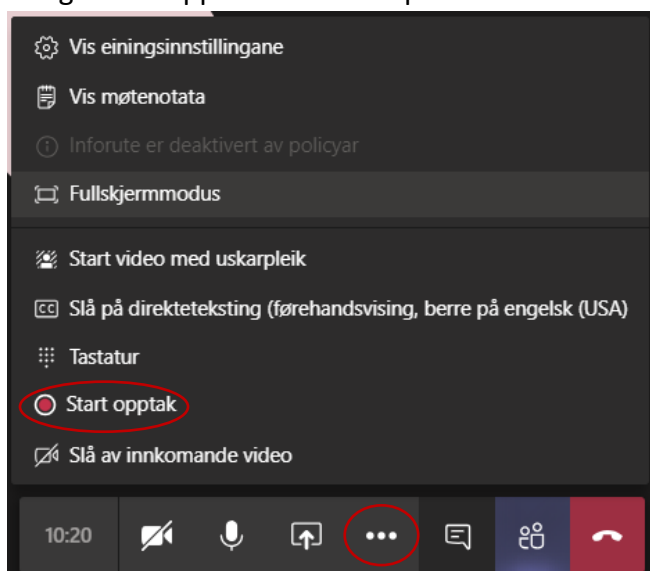 Vis einingsinnstillingane
Vis møtenotata
Inforute er deaktivert av policyar
Fullskjermmodus
Start video med uskarpleik
CC Slå på direkteteksting (førehandsvising, berre på engelsk (USA)
Tastatur
Start opptak
Slå av innkomande video
10:20